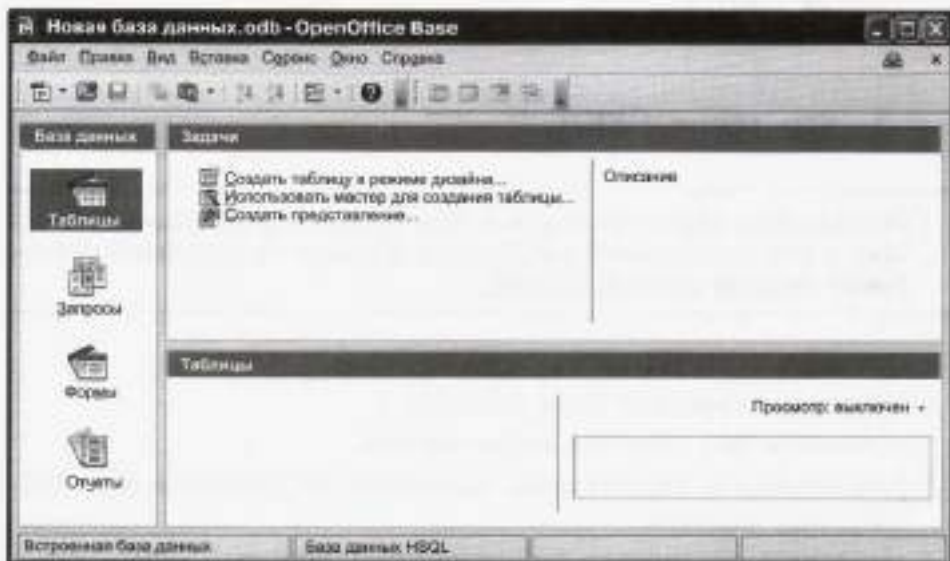 Новая база данных.odb - OpenOffice Base
Файл Правка Вид Вставка Сервис Окно Справка
База данных
Задачи
Таблицы
Запросы
Формы
Отчеты
Создать таблицу в режиме дизайна...
Использовать мастер для создания таблицы...
Создать представление...
Описание
Таблицы
Просмотр: выключен
Встроенная база данных
База данных HSQL